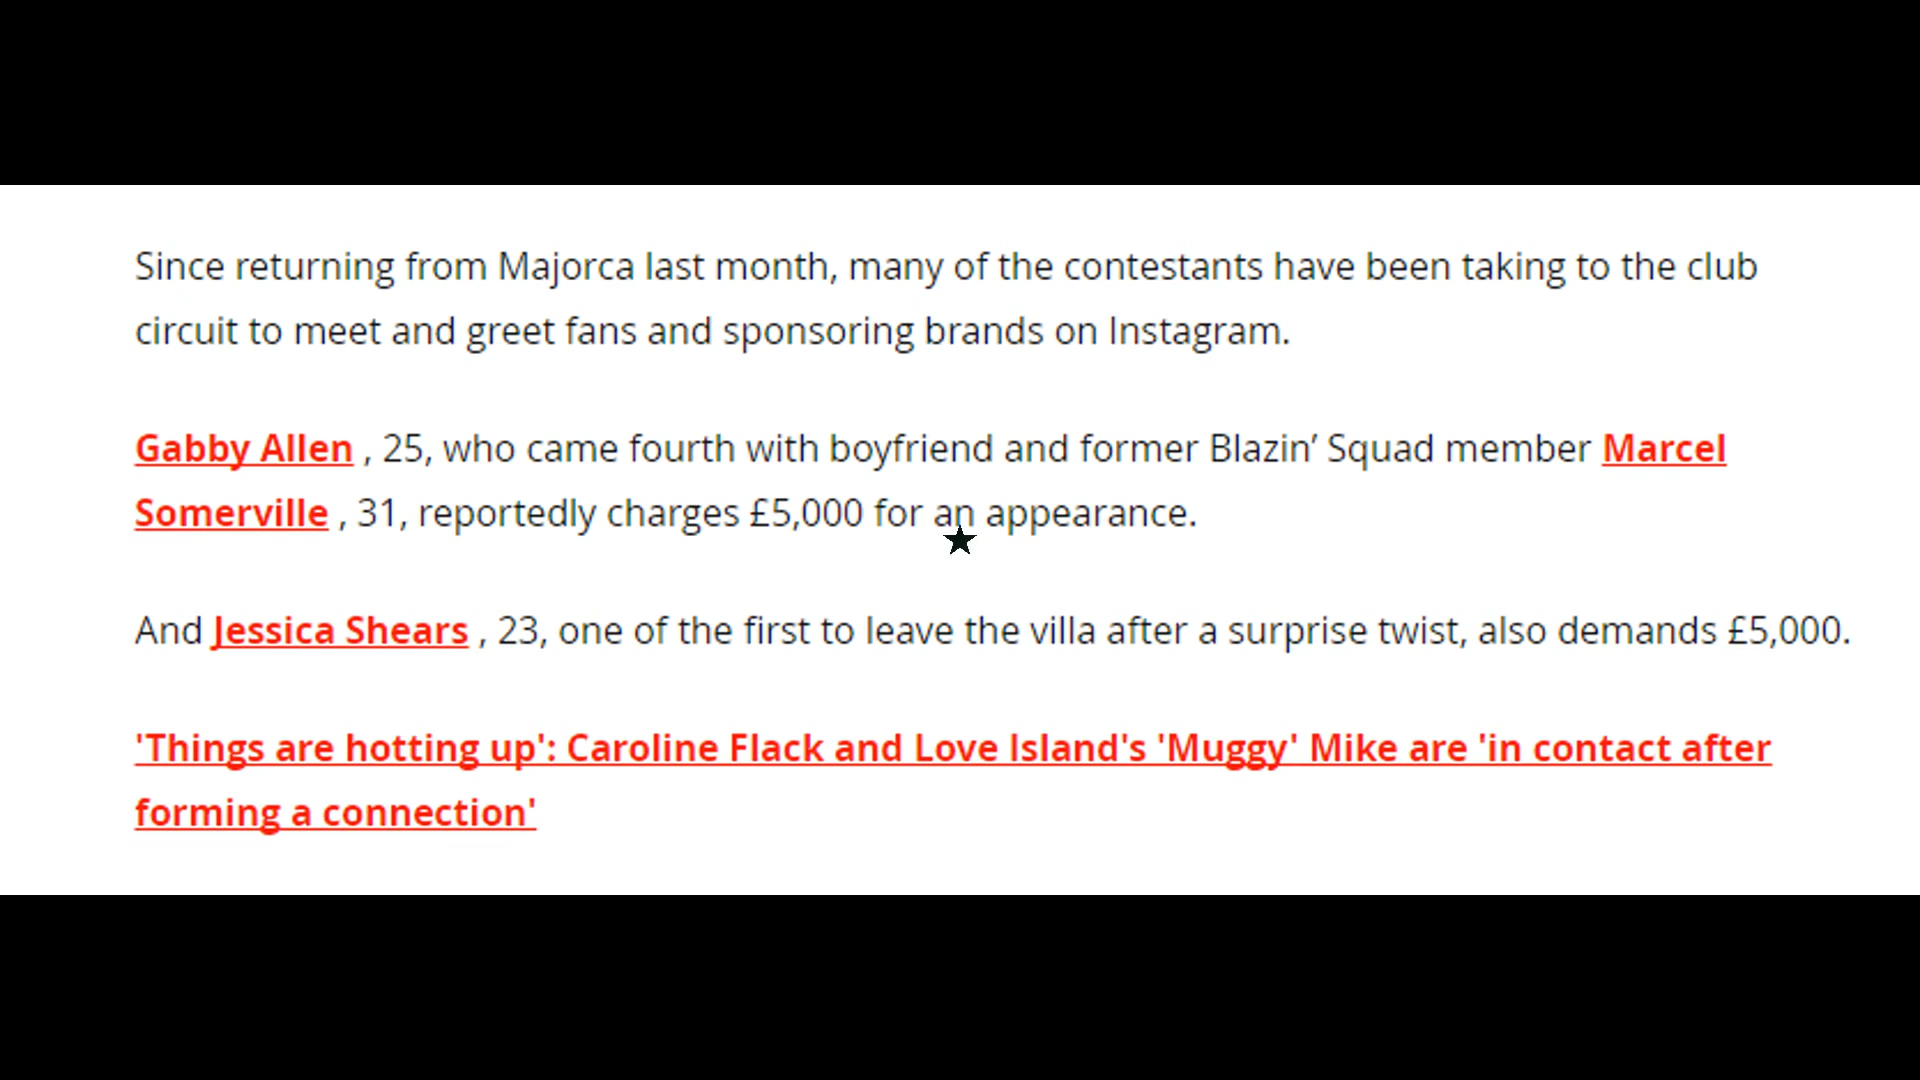 Since returning from Majorca last month, many of the contestants have been taking to the club
circuit to meet and greet fans and sponsoring brands on Instagram.
Gabby Allen , 25, who came fourth with boyfriend and former Blazin’ Squad member Marcel
Somerville , 31, reportedly charges £5,000 for an appearance.
And Jessica Shears , 23, one of the first to leave the villa after a surprise twist, also demands £5,000.
'Things are hotting up': Caroline Flack and Love Island's 'Muggy' Mike are 'in contact after
forming a connection'